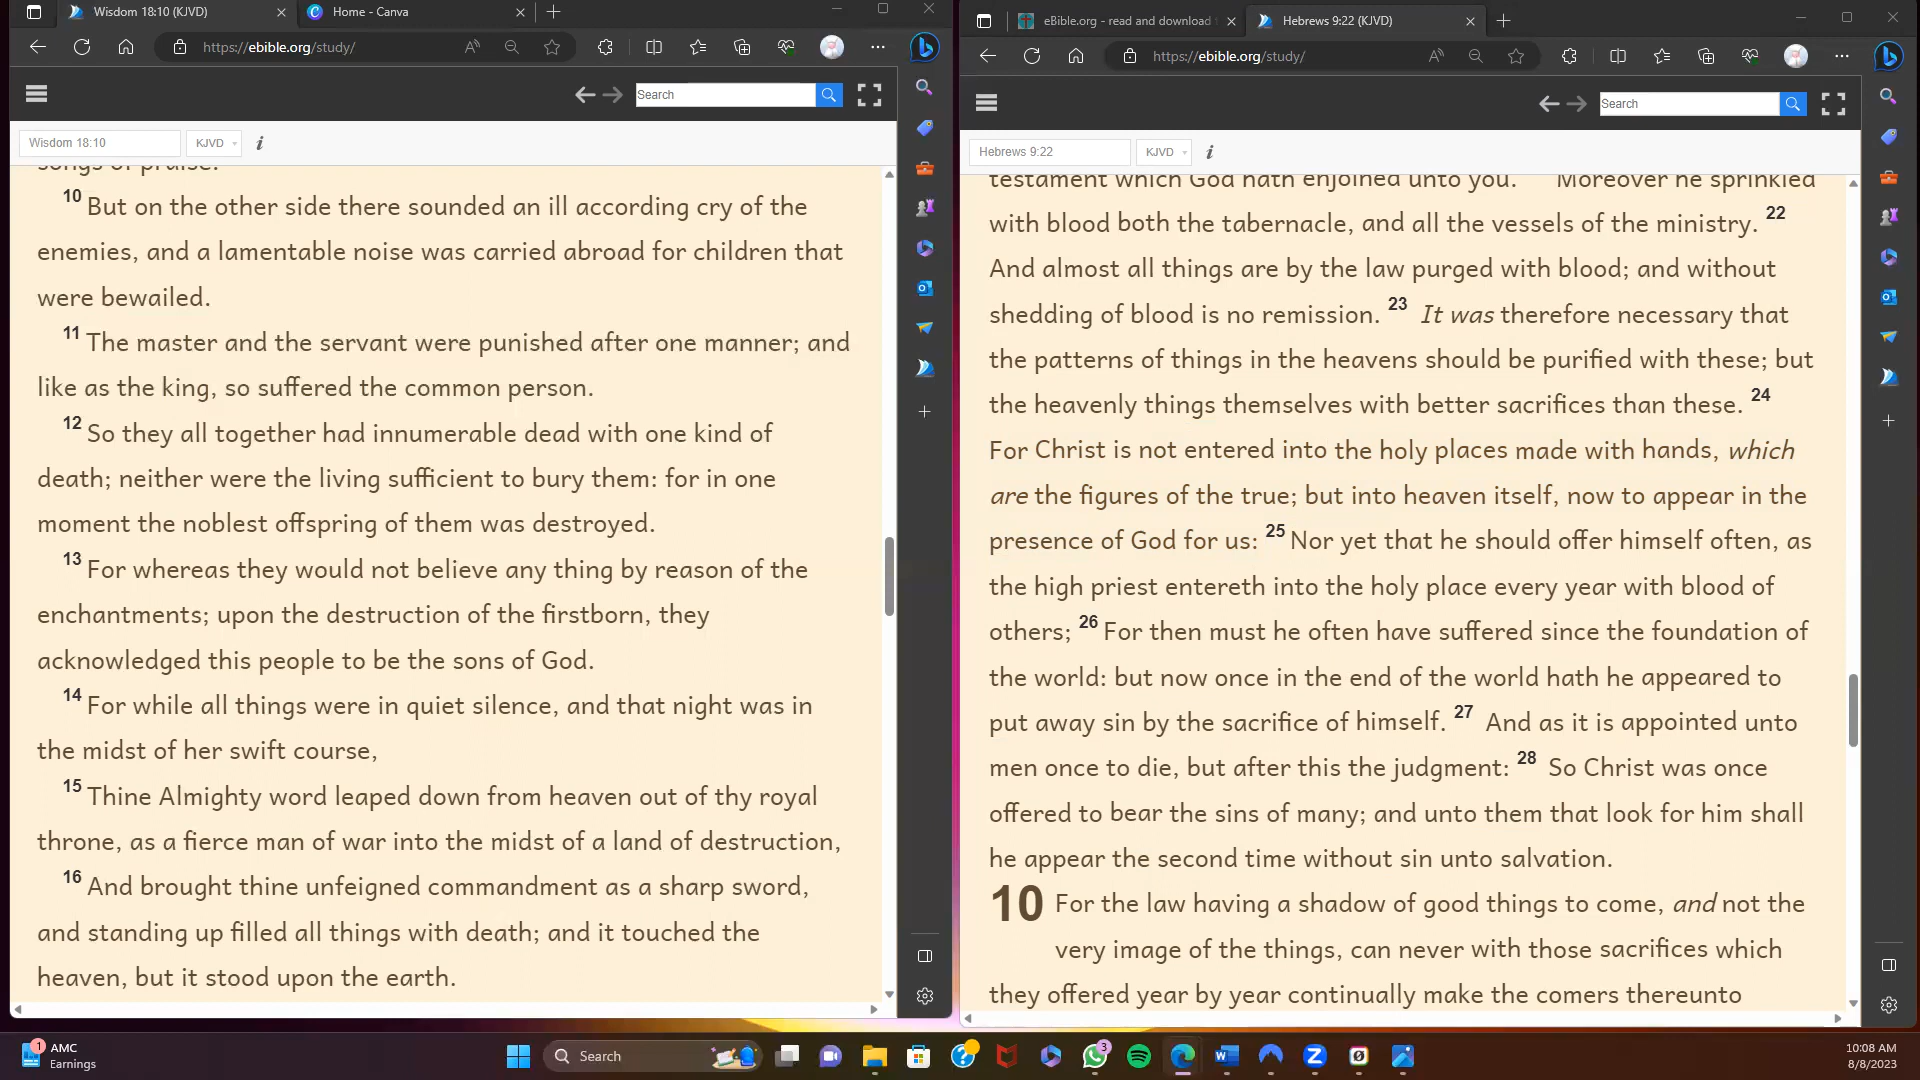 Wisdom 18:10 (KJVD)
Home - Canva
https://ebible.org/study/
Search
Wisdom 18:10
KJVD
i
songs of praise.
10 But on the other side there sounded an ill according cry of the
enemies, and a lamentable noise was carried abroad for children that
were bewailed.
11 The master and the servant were punished after one manner; and
like as the king, so suffered the common person.
12 So they all together had innumerable dead with one kind of
death; neither were the living sufficient to bury them: for in one
moment the noblest offspring of them was destroyed.
13 For whereas they would not believe any thing by reason of the
enchantments; upon the destruction of the firstborn, they
acknowledged this people to be the sons of God.
14 For while all things were in quiet silence, and that night was in
the midst of her swift course,
15 Thine Almighty word leaped down from heaven out of thy royal
throne, as a fierce man of war into the midst of a land of destruction,
16 And brought thine unfeigned commandment as a sharp sword,
and standing up filled all things with death; and it touched the
heaven, but it stood upon the earth.
eBible.org - read and download
Hebrews 9:22 (KJVD)
https://ebible.org/study/
Search
Hebrews 9:22
KJVD
i
testament which God hath enjoined unto you. Moreover he sprinkled
with blood both the tabernacle, and all the vessels of the ministry. 22
And almost all things are by the law purged with blood; and without
shedding of blood is no remission. 23 It was therefore necessary that
the patterns of things in the heavens should be purified with these; but
the heavenly things themselves with better sacrifices than these. 24
For Christ is not entered into the holy places made with hands, which
are the figures of the true; but into heaven itself, now to appear in the
presence of God for us: 25 Nor yet that he should offer himself often, as
the high priest entereth into the holy place every year with blood of
others; 26 For then must he often have suffered since the foundation of
the world: but now once in the end of the world hath he appeared to
put away sin by the sacrifice of himself. 27 And as it is appointed unto
men once to die, but after this the judgment: 28 So Christ was once
offered to bear the sins of many; and unto them that look for him shall
he appear the second time without sin unto salvation.
10 For the law having a shadow of good things to come, and not the
very image of the things, can never with those sacrifices which
they offered year by year continually make the comers thereunto
1
AMC
Earnings
Search
3
10:08 AM
8/8/2023